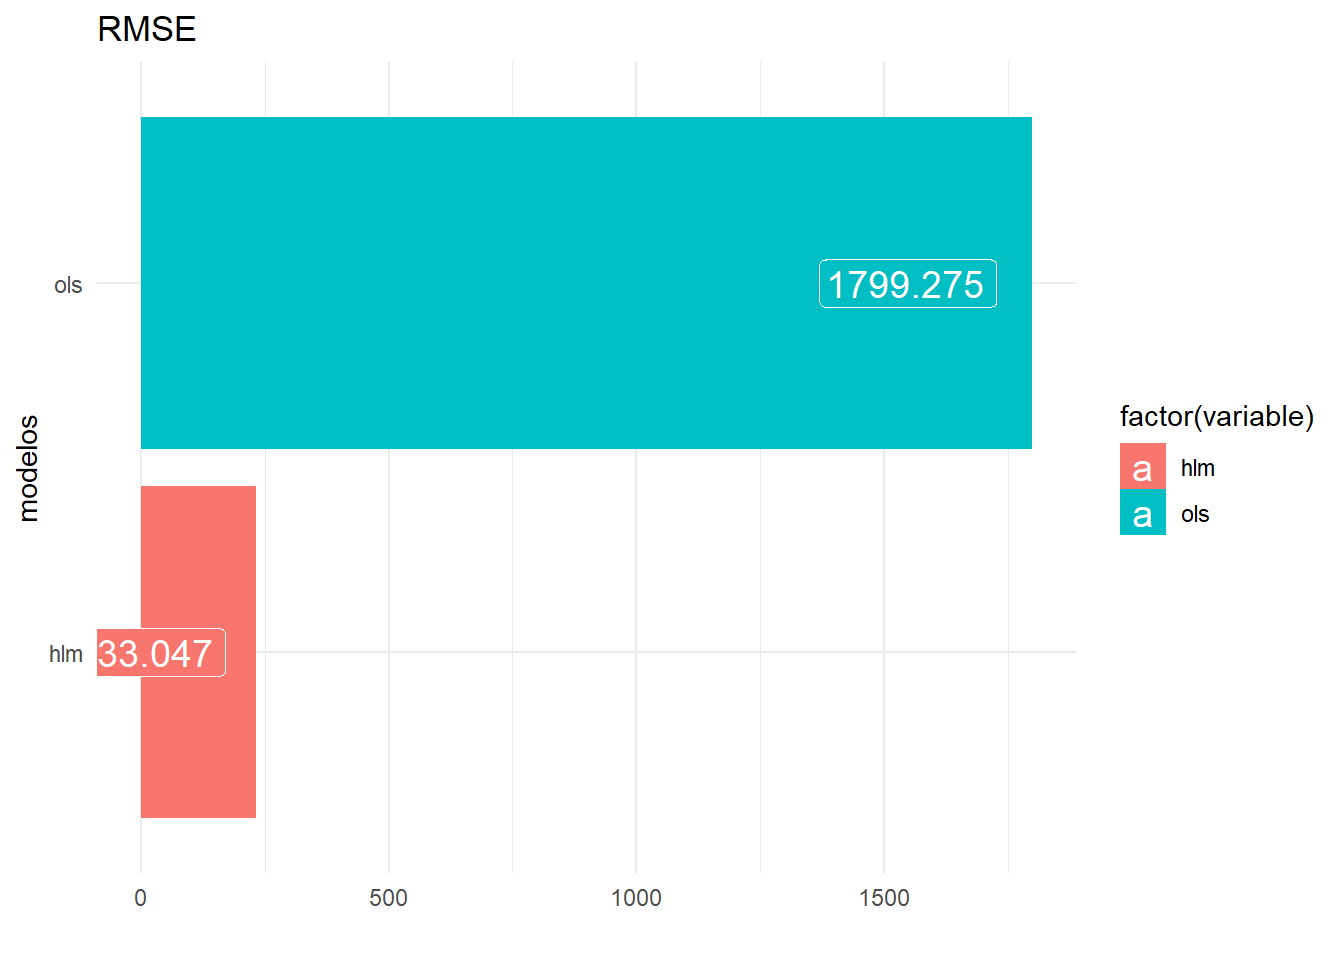 RMSE
ols
1799.275
modelos
hlm
33.047
0
500
1000
1500
factor(variable)
a hlm
a ols